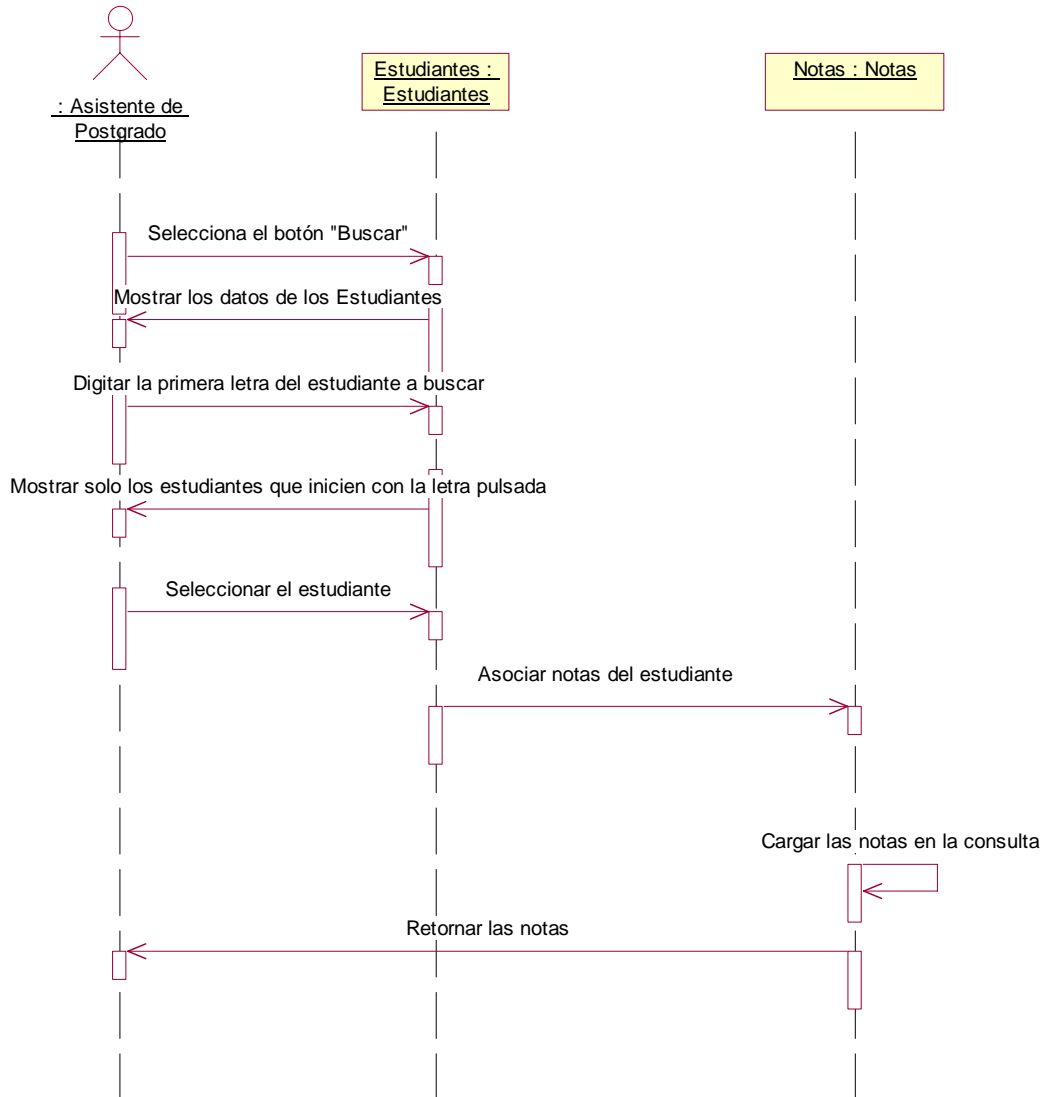 : Asistente de
Postgrado
Estudiantes :
Estudiantes
Notas : Notas
Selecciona el botón "Buscar"
Mostrar los datos de los Estudiantes
Digitar la primera letra del estudiante a buscar
Mostrar solo los estudiantes que inicien con la letra pulsada
Seleccionar el estudiante
Asociar notas del estudiante
Cargar las notas en la consulta
Retornar las notas